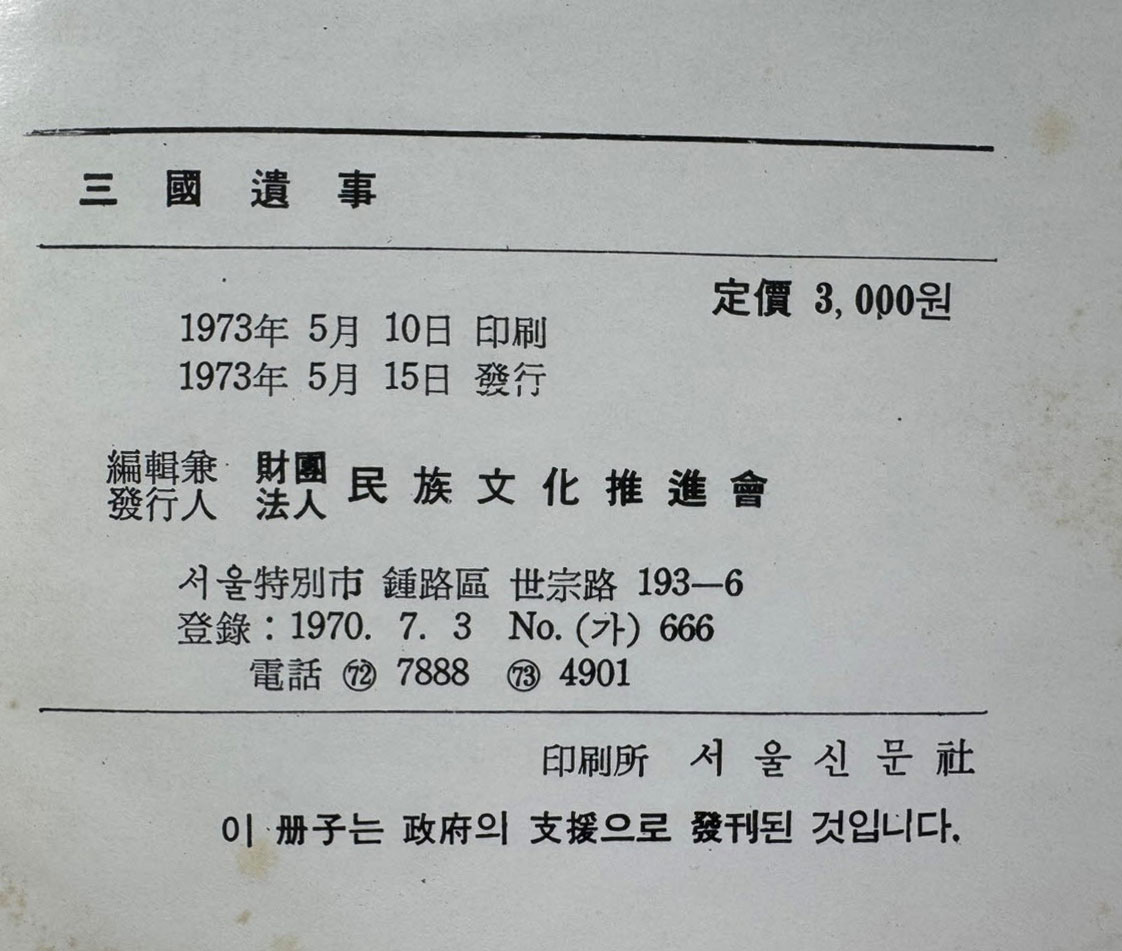 三國遺事
定價 3,000원
1973年 5月 10日 印刷
1973年 5月 15日 發行
編輯兼 發行人 財團 法人 民族文化推進會
서울特別市 鍾路區 世宗路 193—6
登錄 : 1970. 7. 3 No. (가) 666
電話 ㊲ 7888 ㊳ 4901
印刷所 서울신문社
이 册子는 政府의 支援으로 發刊된 것입니다.